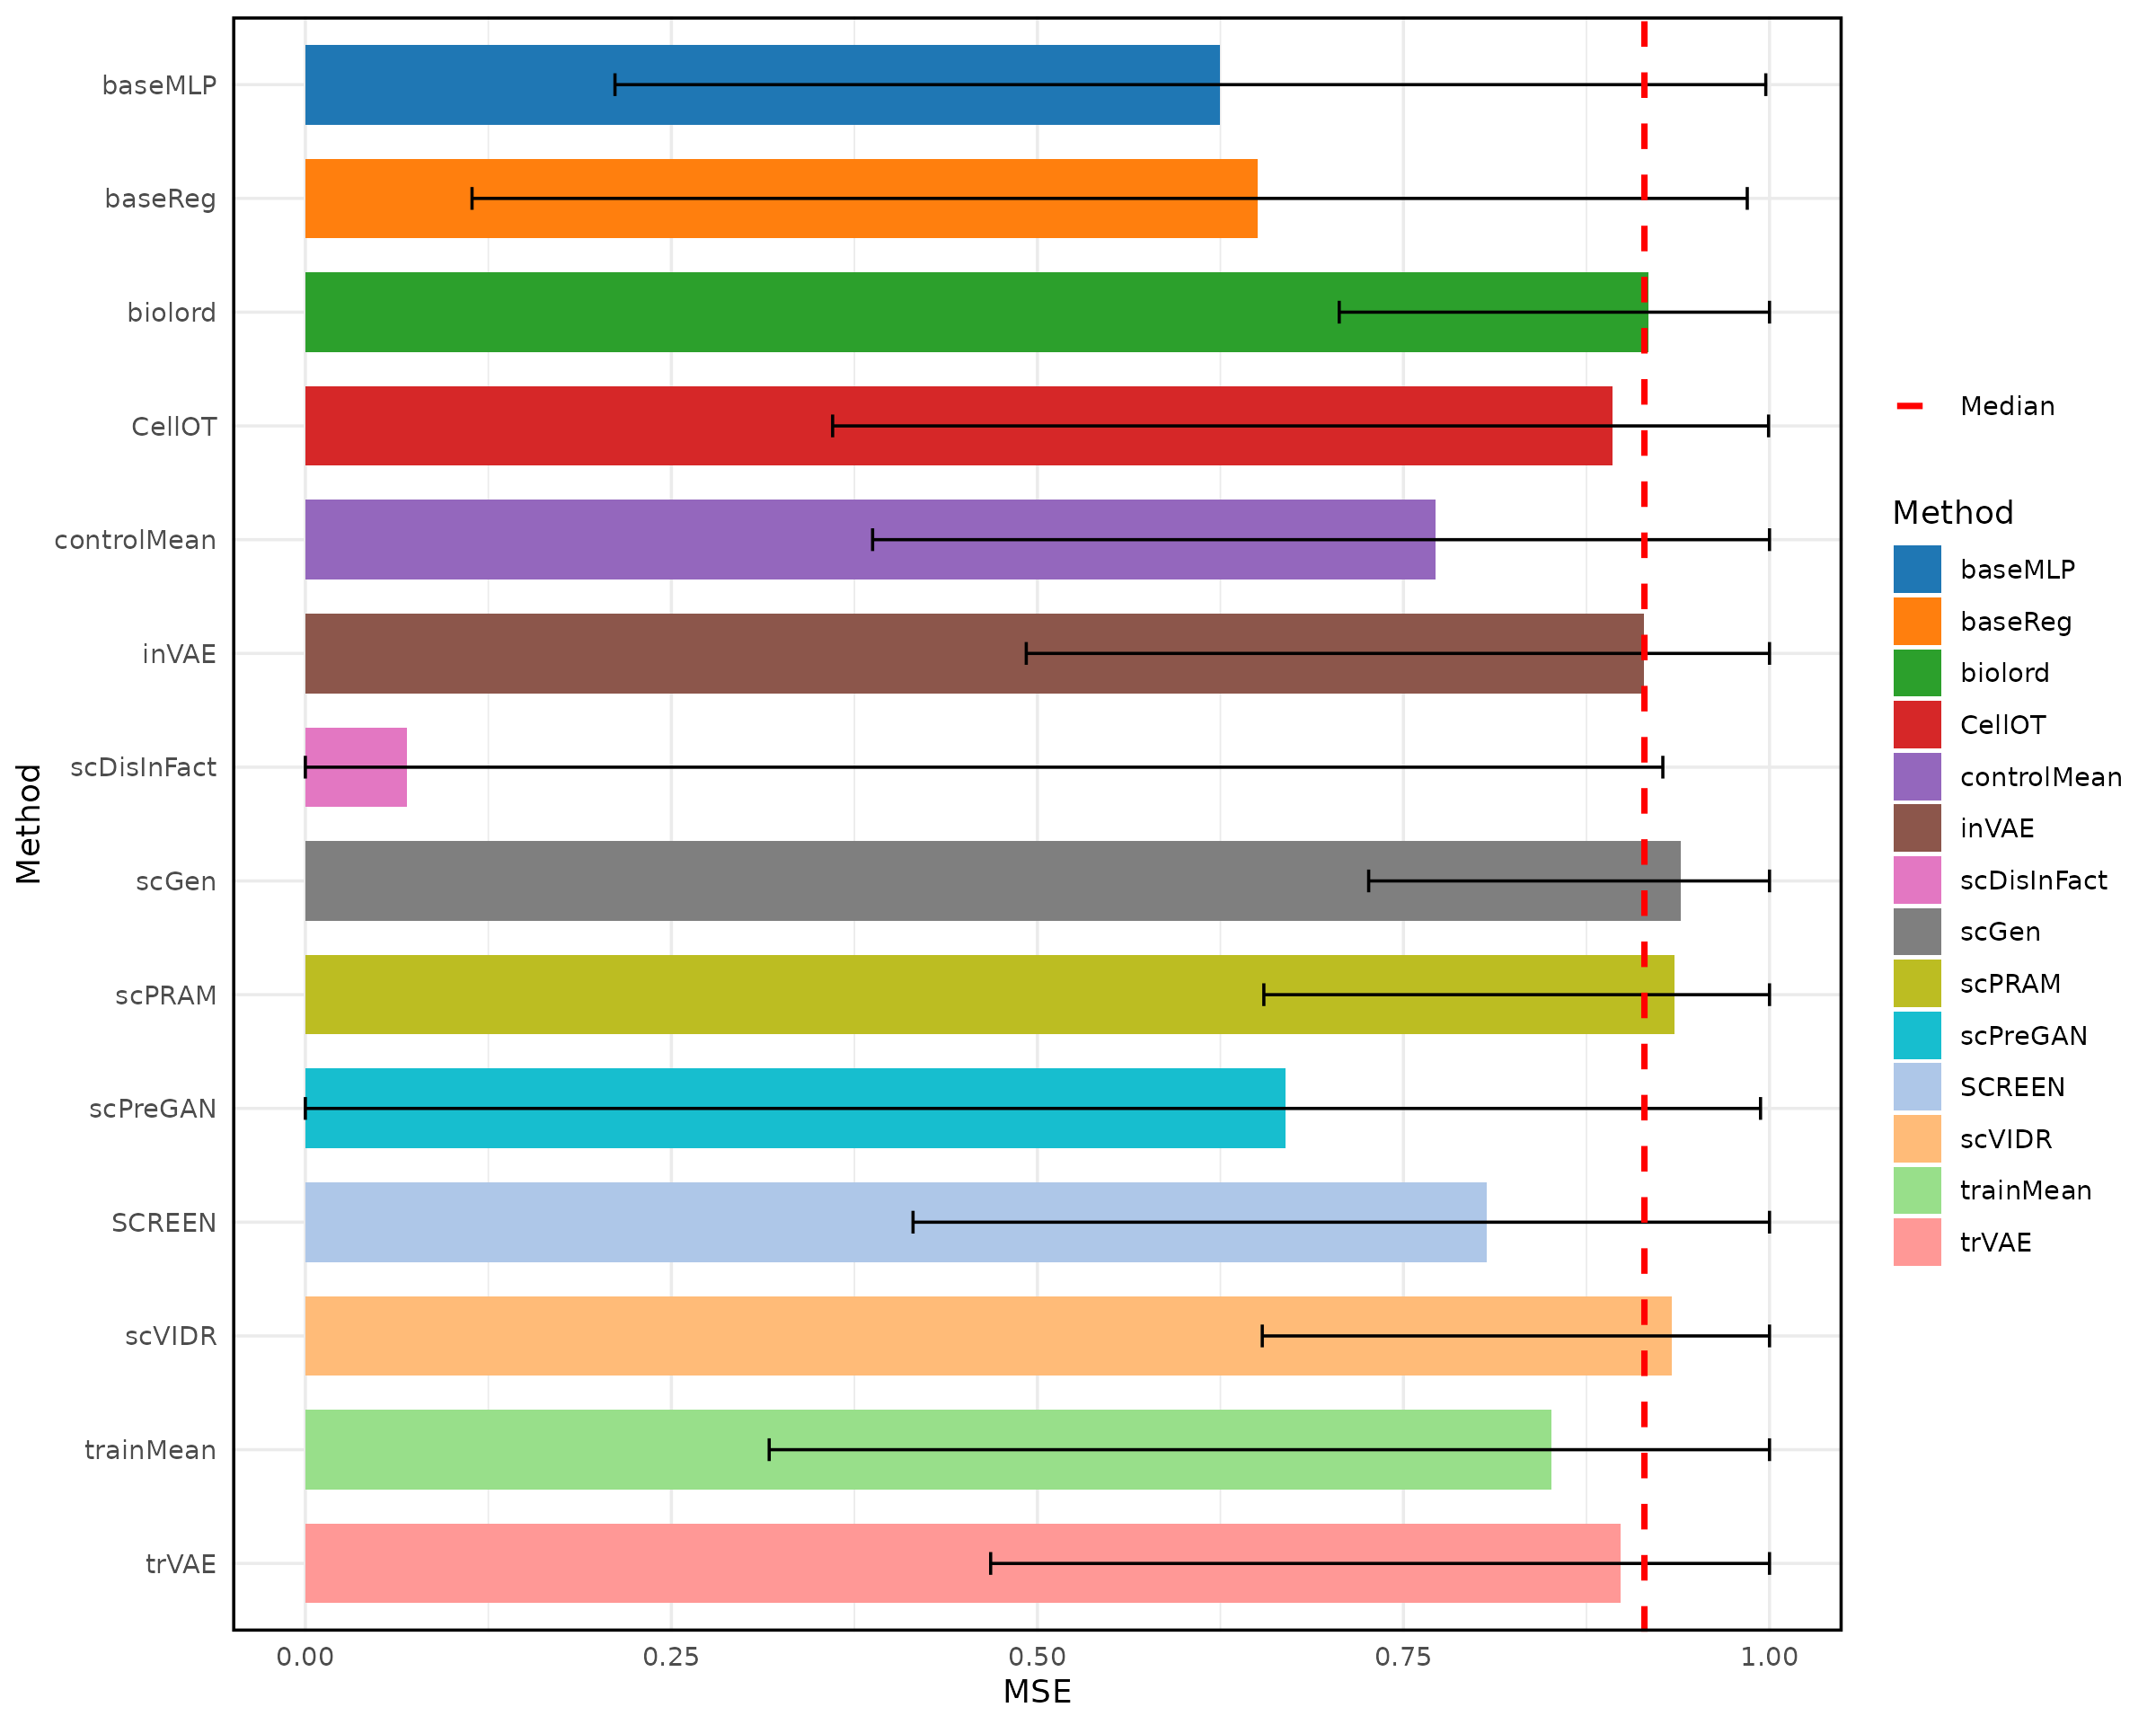 Method
baseMLP
baseReg
biolord
CellOT
controlMean
inVAE
scDisInFact
scGen
scPRAM
scPreGAN
SCREEN
scVIDR
trainMean
trVAE
0.00 0.25 0.50 0.75 1.00
MSE
Median
Method
baseMLP
baseReg
biolord
CellOT
controlMean
inVAE
scDisInFact
scGen
scPRAM
scPreGAN
SCREEN
scVIDR
trainMean
trVAE